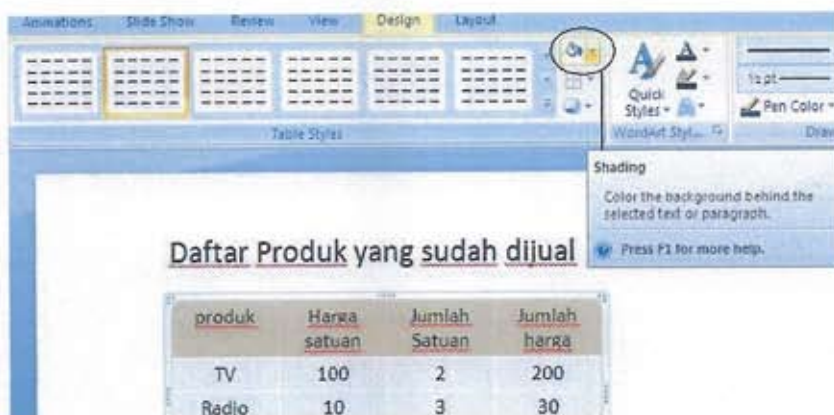 Animations Slide Show Review View Design Layout
Quick Styles
½ pt
Pen Color
Table Styles
WordArt Styl...
Draw
Shading
Color the background behind the selected text or paragraph.
Press F1 for more help.
Daftar Produk yang sudah dijual
produk Harga satuan Jumlah Satuan Jumlah harga
TV 100 2 200
Radio 10 3 30